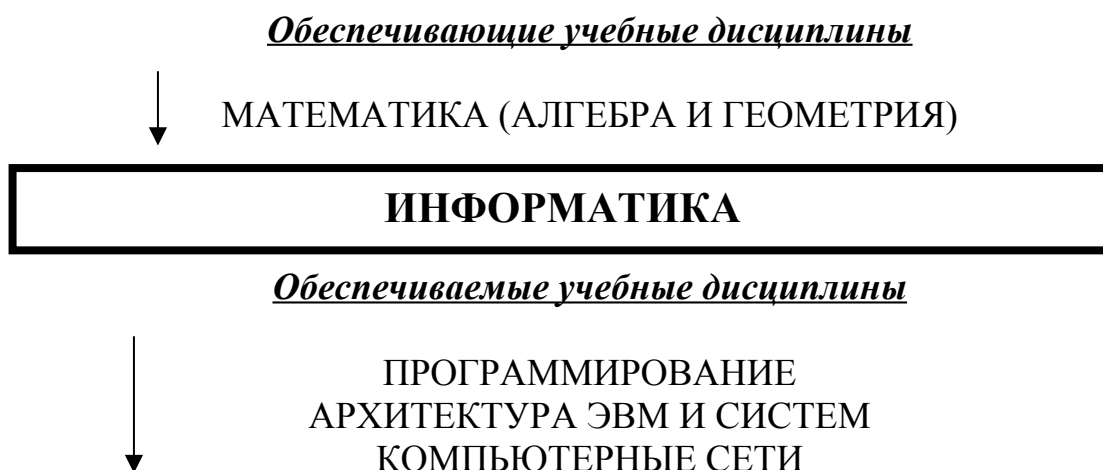 Обеспечивающие учебные дисциплины
МАТЕМАТИКА (АЛГЕБРА И ГЕОМЕТРИЯ)
ИНФОРМАТИКА
Обеспечиваемые учебные дисциплины
ПРОГРАММИРОВАНИЕ
АРХИТЕКТУРА ЭВМ И СИСТЕМ
КОМПЬЮТЕРНЫЕ СЕТИ